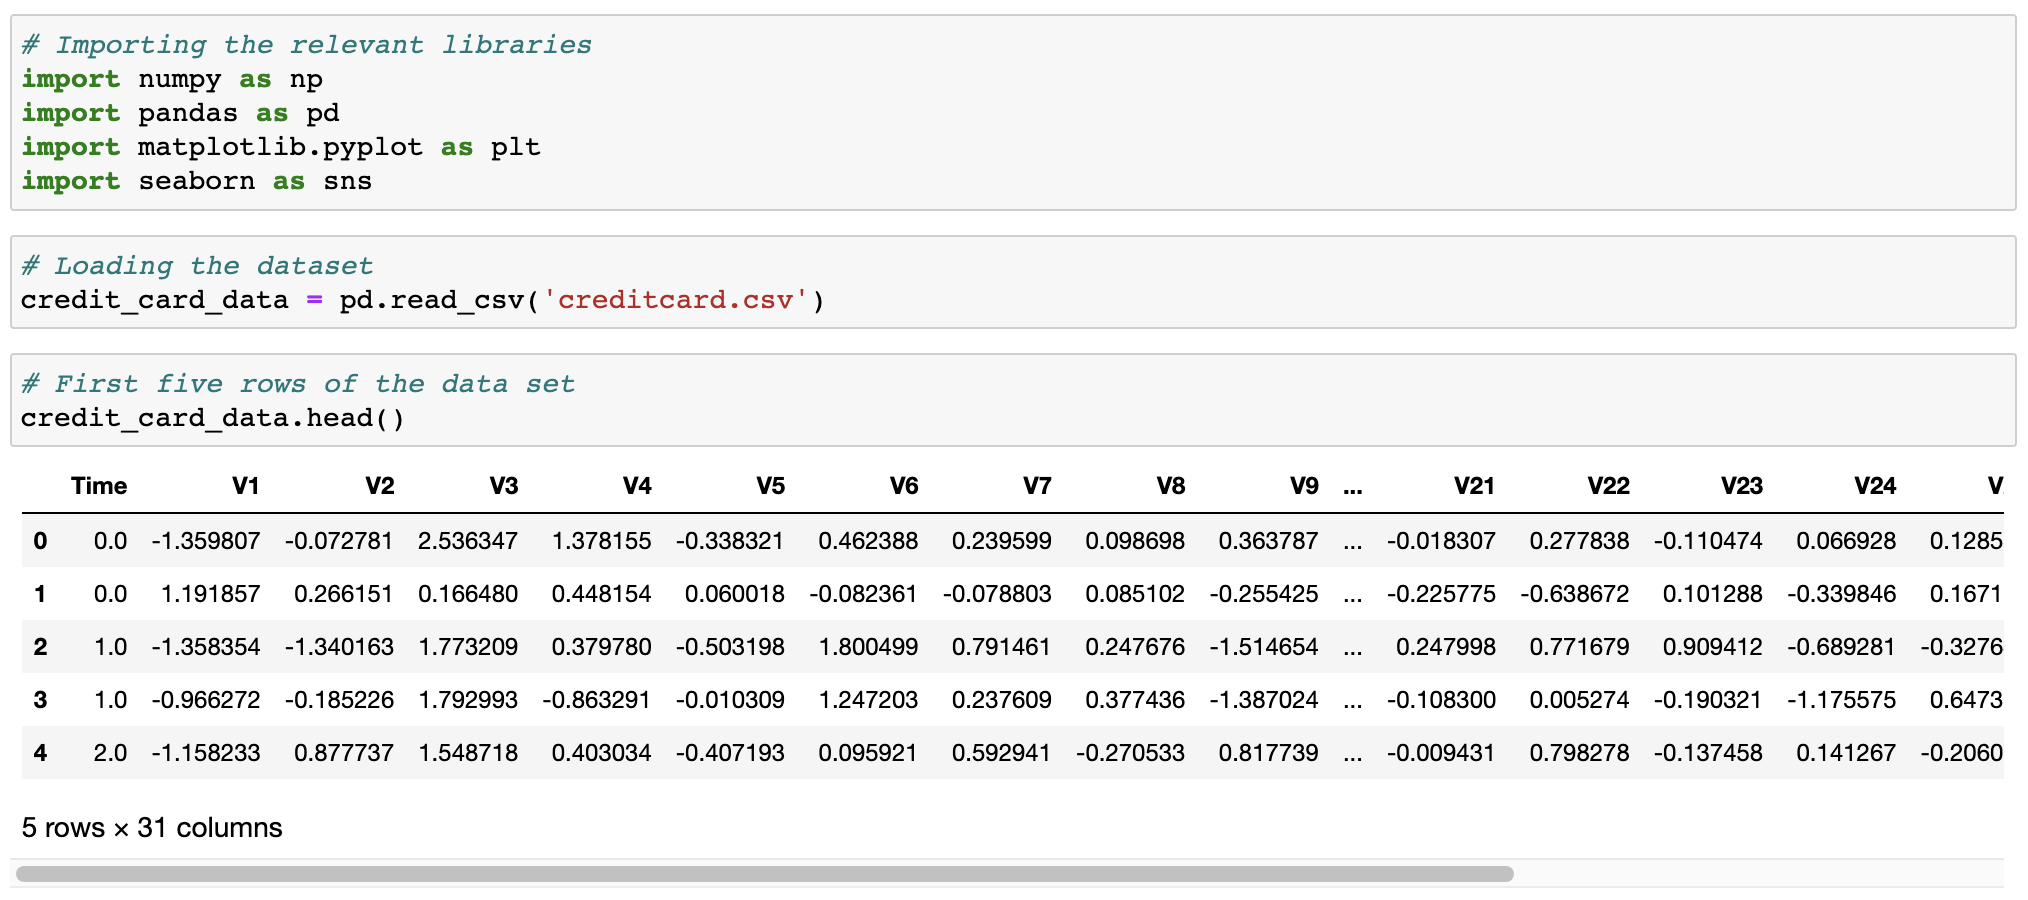 # Importing the relevant libraries
import numpy as np
import pandas as pd
import matplotlib.pyplot as plt
import seaborn as sns
# Loading the dataset
credit_card_data = pd.read_csv('creditcard.csv')
# First five rows of the data set
credit_card_data.head()
Time V1 V2 V3 V4 V5 V6 V7 V8 V9 ... V21 V22 V23 V24 V
0 0.0 -1.359807 -0.072781 2.536347 1.378155 -0.338321 0.462388 0.239599 0.098698 0.363787 ... -0.018307 0.277838 -0.110474 0.066928 0.1285
1 0.0 1.191857 0.266151 0.166480 0.448154 0.060018 -0.082361 -0.078803 0.085102 -0.255425 ... -0.225775 -0.638672 0.101288 -0.339846 0.1671
2 1.0 -1.358354 -1.340163 1.773209 0.379780 -0.503198 1.800499 0.791461 0.247676 -1.514654 ... 0.247998 0.771679 0.909412 -0.689281 -0.3276
3 1.0 -0.966272 -0.185226 1.792993 -0.863291 -0.010309 1.247203 0.237609 0.377436 -1.387024 ... -0.108300 0.005274 -0.190321 -1.175575 0.6473
4 2.0 -1.158233 0.877737 1.548718 0.403034 -0.407193 0.095921 0.592941 -0.270533 0.817739 ... -0.009431 0.798278 -0.137458 0.141267 -0.2060
5 rows × 31 columns